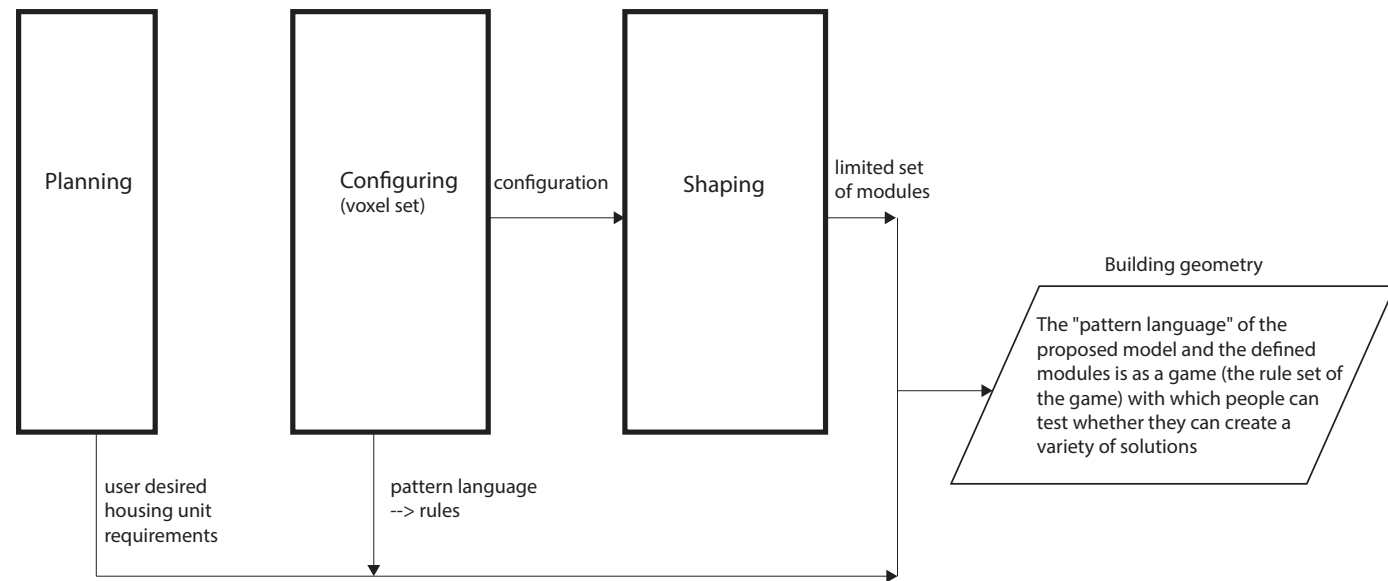 Planning
Configuring
(voxel set)
configuration
Shaping
limited set
of modules
Building geometry
The "pattern language" of the
proposed model and the defined
modules is as a game (the rule set of
the game) with which people can
test whether they can create a
variety of solutions
user desired
housing unit
requirements
pattern language
--> rules